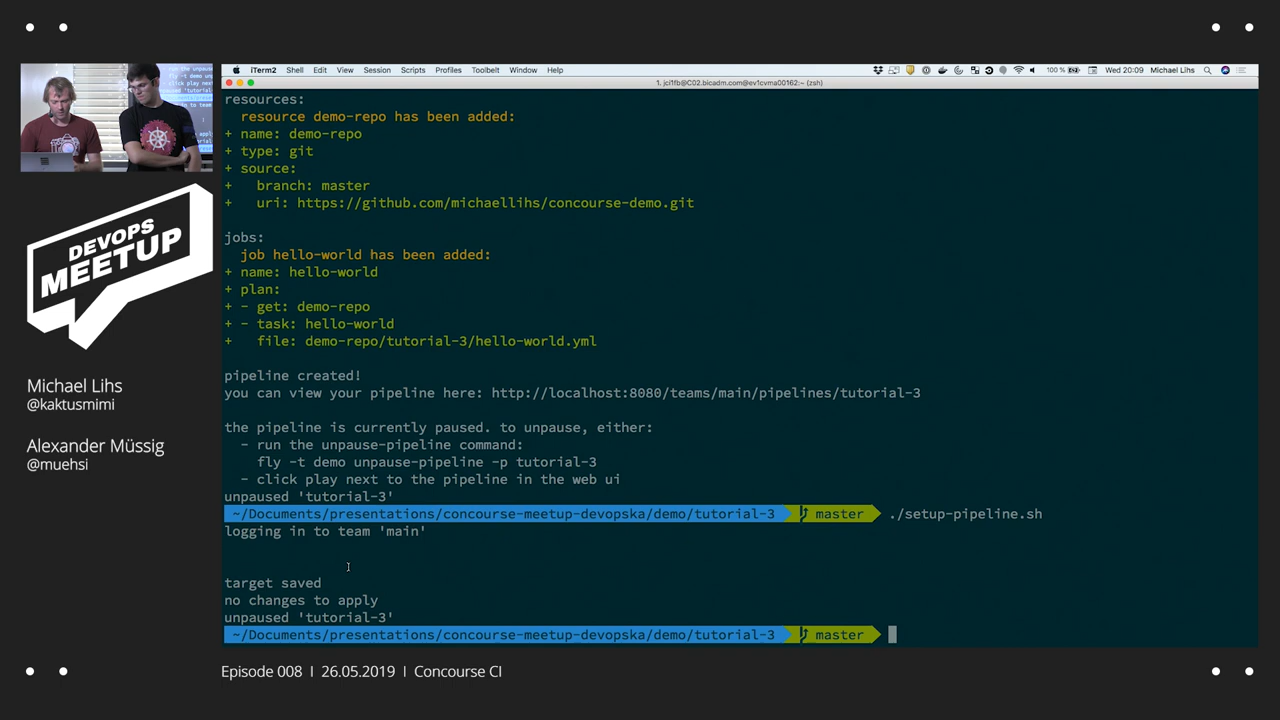 iTerm2 Shell Edit View Session Scripts Profiles Toolbelt Window Help 100 % Wed 20:09 Michael Lihs
1. jci1fb@C02.bicadm.com@ev1cvma00162:~ (zsh)
resources:
resource demo-repo has been added:
+ name: demo-repo
+ type: git
+ source:
+ branch: master
+ uri: https://github.com/michaellihs/concourse-demo.git
jobs:
job hello-world has been added:
+ name: hello-world
+ plan:
+ - get: demo-repo
+ - task: hello-world
+ file: demo-repo/tutorial-3/hello-world.yml
pipeline created!
you can view your pipeline here: http://localhost:8080/teams/main/pipelines/tutorial-3
the pipeline is currently paused. to unpause, either:
- run the unpause-pipeline command:
fly -t demo unpause-pipeline -p tutorial-3
- click play next to the pipeline in the web ui
unpaused 'tutorial-3'
~/Documents/presentations/concourse-meetup-devopska/demo/tutorial-3 master ./setup-pipeline.sh
logging in to team 'main'
target saved
no changes to apply
unpaused 'tutorial-3'
~/Documents/presentations/concourse-meetup-devopska/demo/tutorial-3 master
DEVOPS
MEETUP
Michael Lihs
@kaktusmimi
Alexander Müssig
@muehsi
Episode 008 | 26.05.2019 | Concourse CI